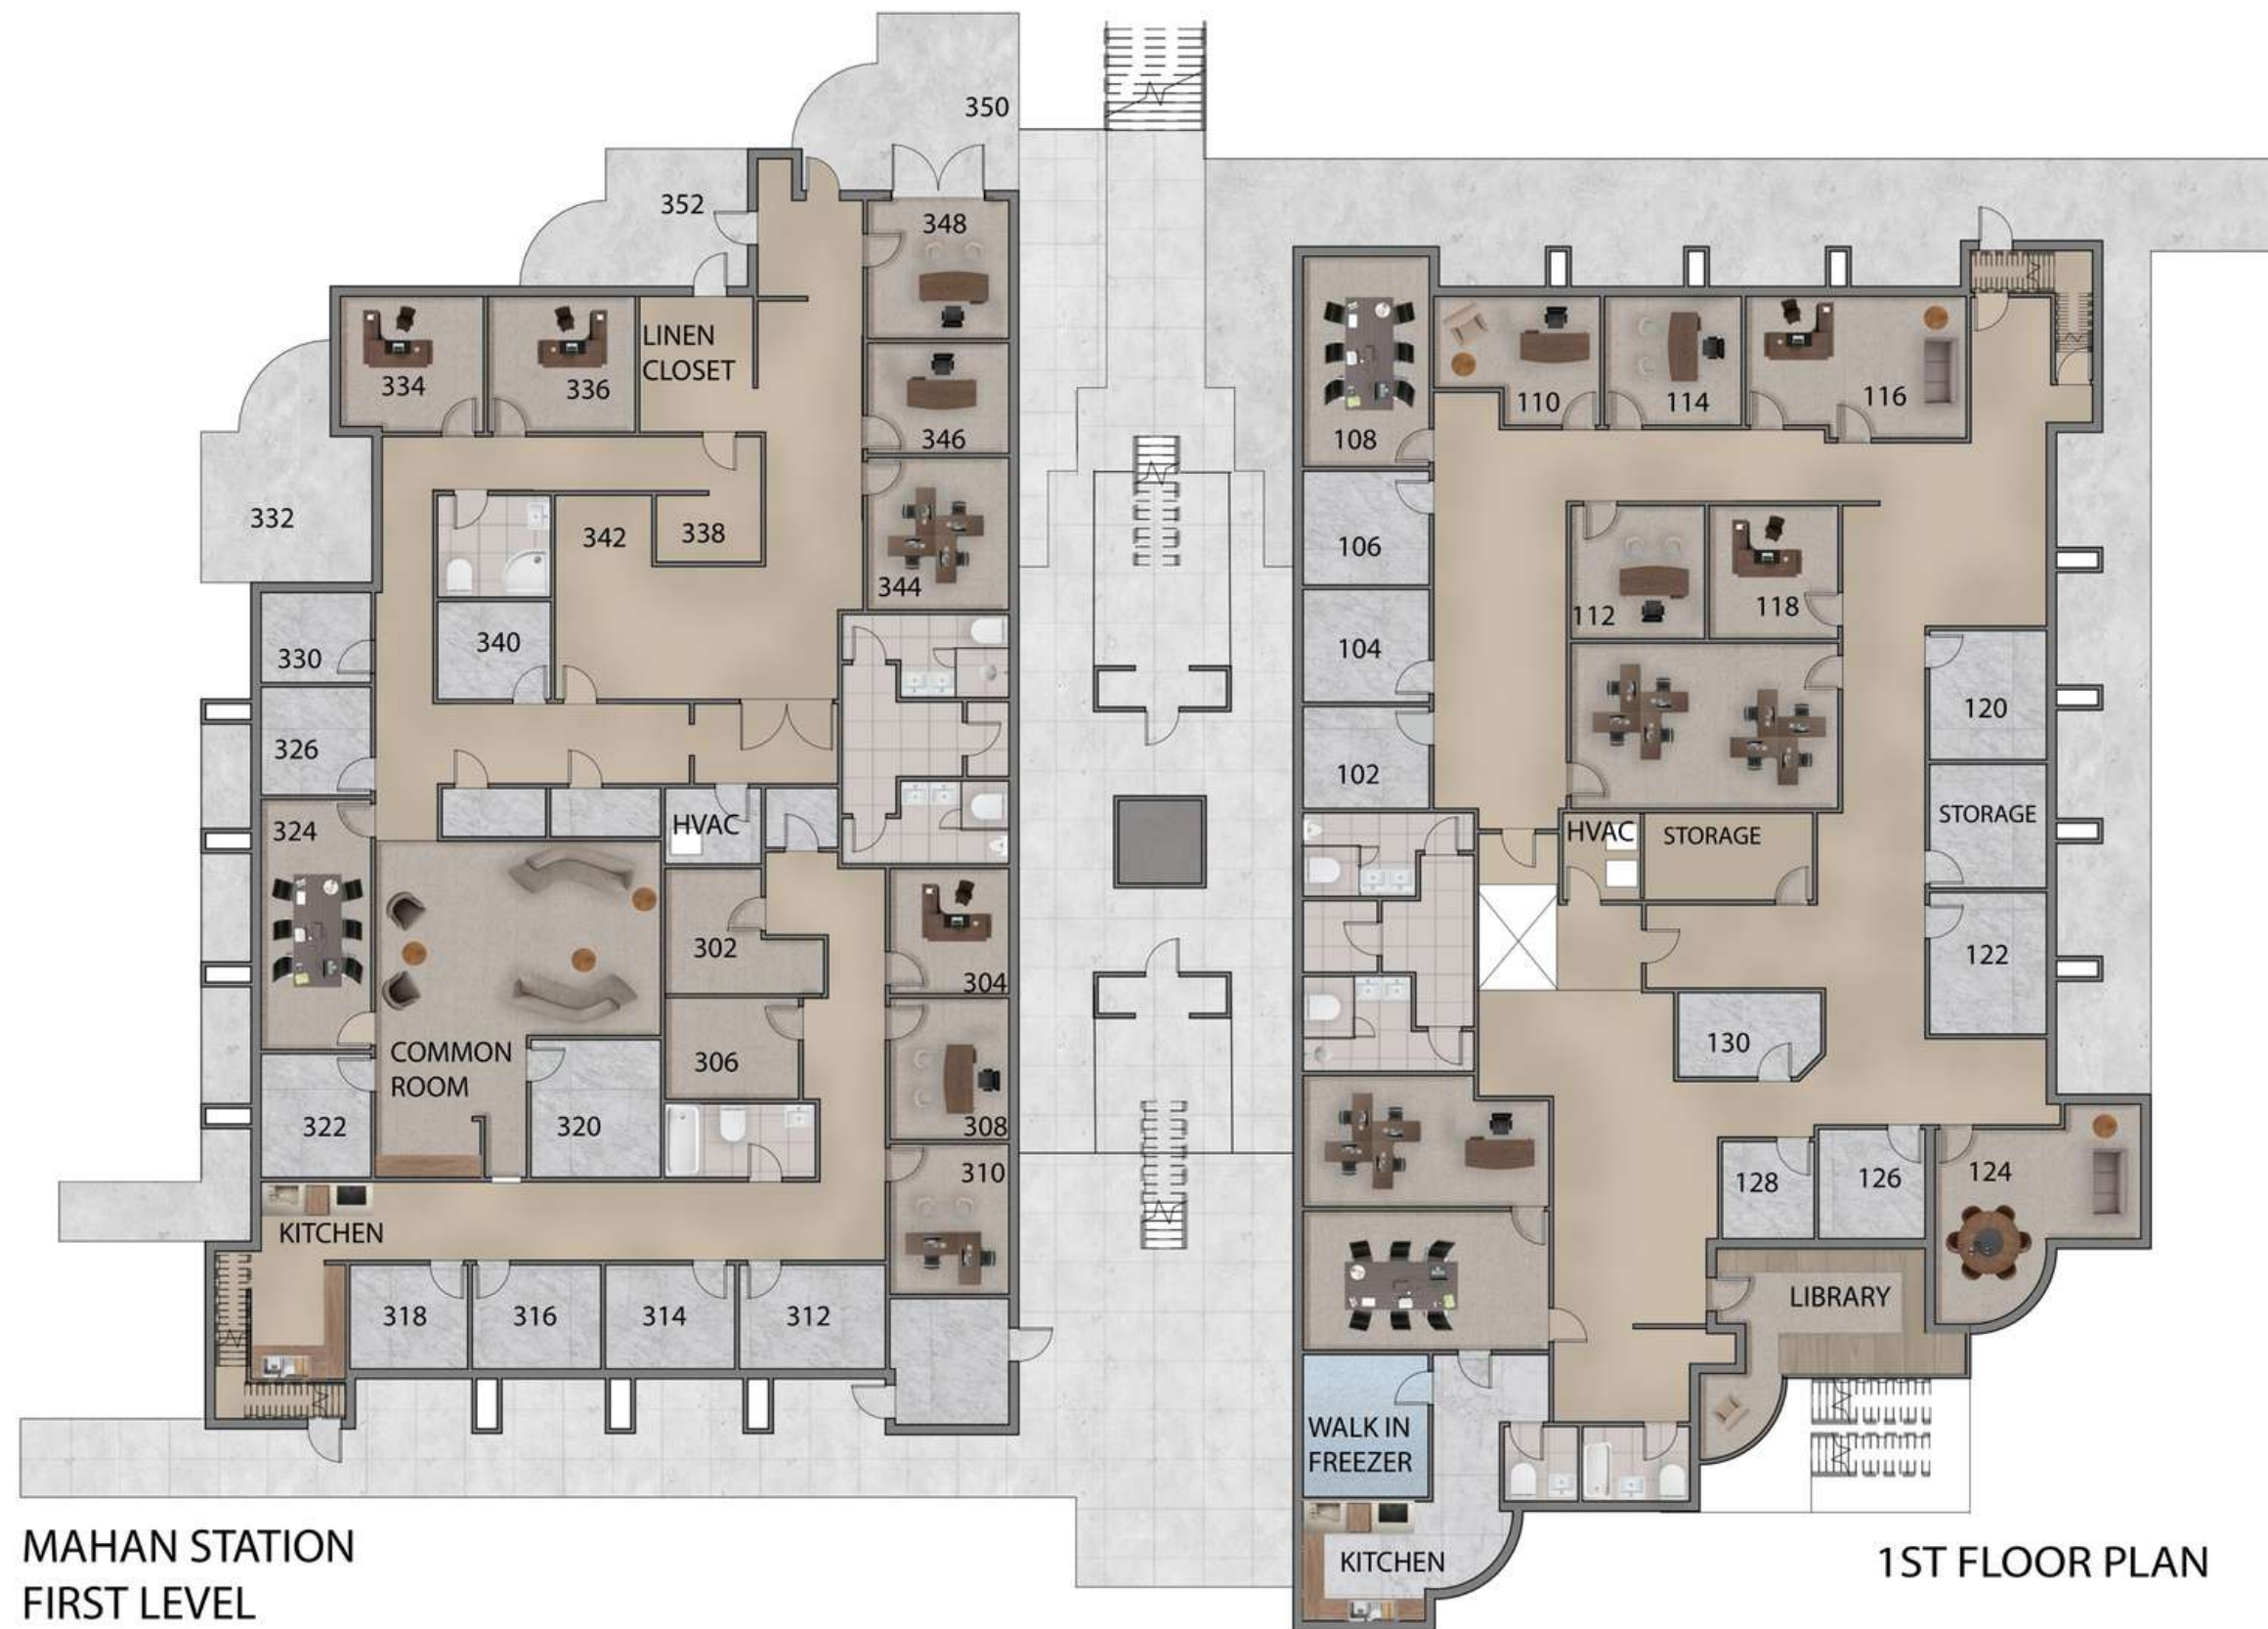 350
352
348
LINEN
CLOSET
334
336
346
332
342
338
344
330
340
326
324
HVAC
302
304
COMMON
ROOM
306
308
322
320
310
KITCHEN
318
316
314
312
108
110
114
116
106
112
118
104
120
102
STORAGE
HVAC
STORAGE
122
130
128
126
124
LIBRARY
WALK IN
FREEZER
KITCHEN
MAHAN STATION
FIRST LEVEL
1ST FLOOR PLAN